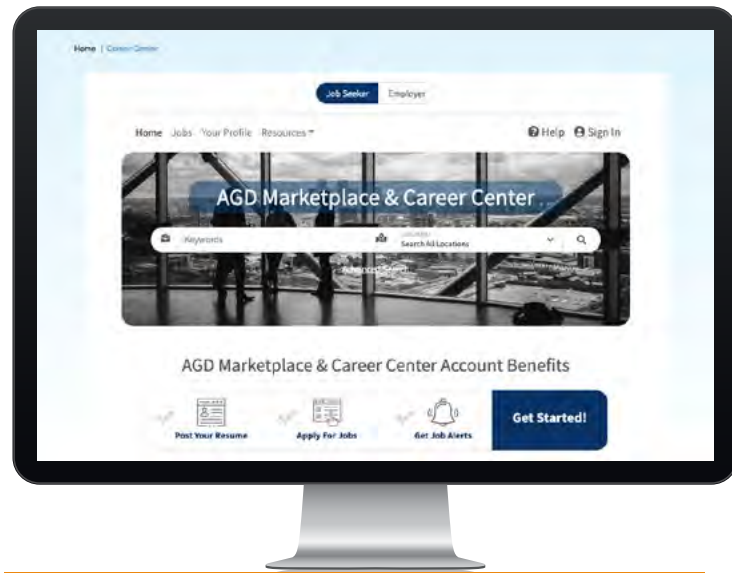 Home | Career Center
Job Seeker Employer
Home Jobs Your Profile Resources
Help Sign In
AGD Marketplace & Career Center
Keywords
Search All Locations
Advanced Search
AGD Marketplace & Career Center Account Benefits
Post Your Resume Apply For Jobs Get Job Alerts Get Started!